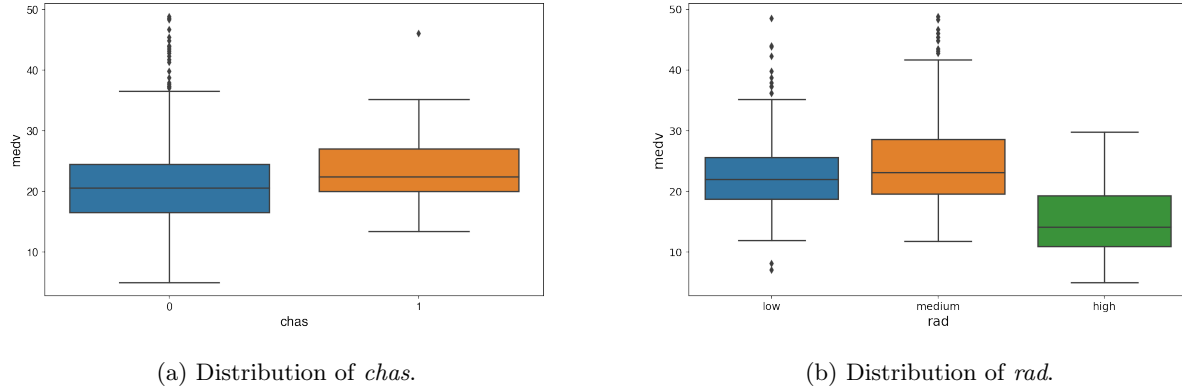 50
40
30
20
10
medv
0 1
chas
(a) Distribution of chas.
50
40
30
20
10
medv
low medium high
rad
(b) Distribution of rad.